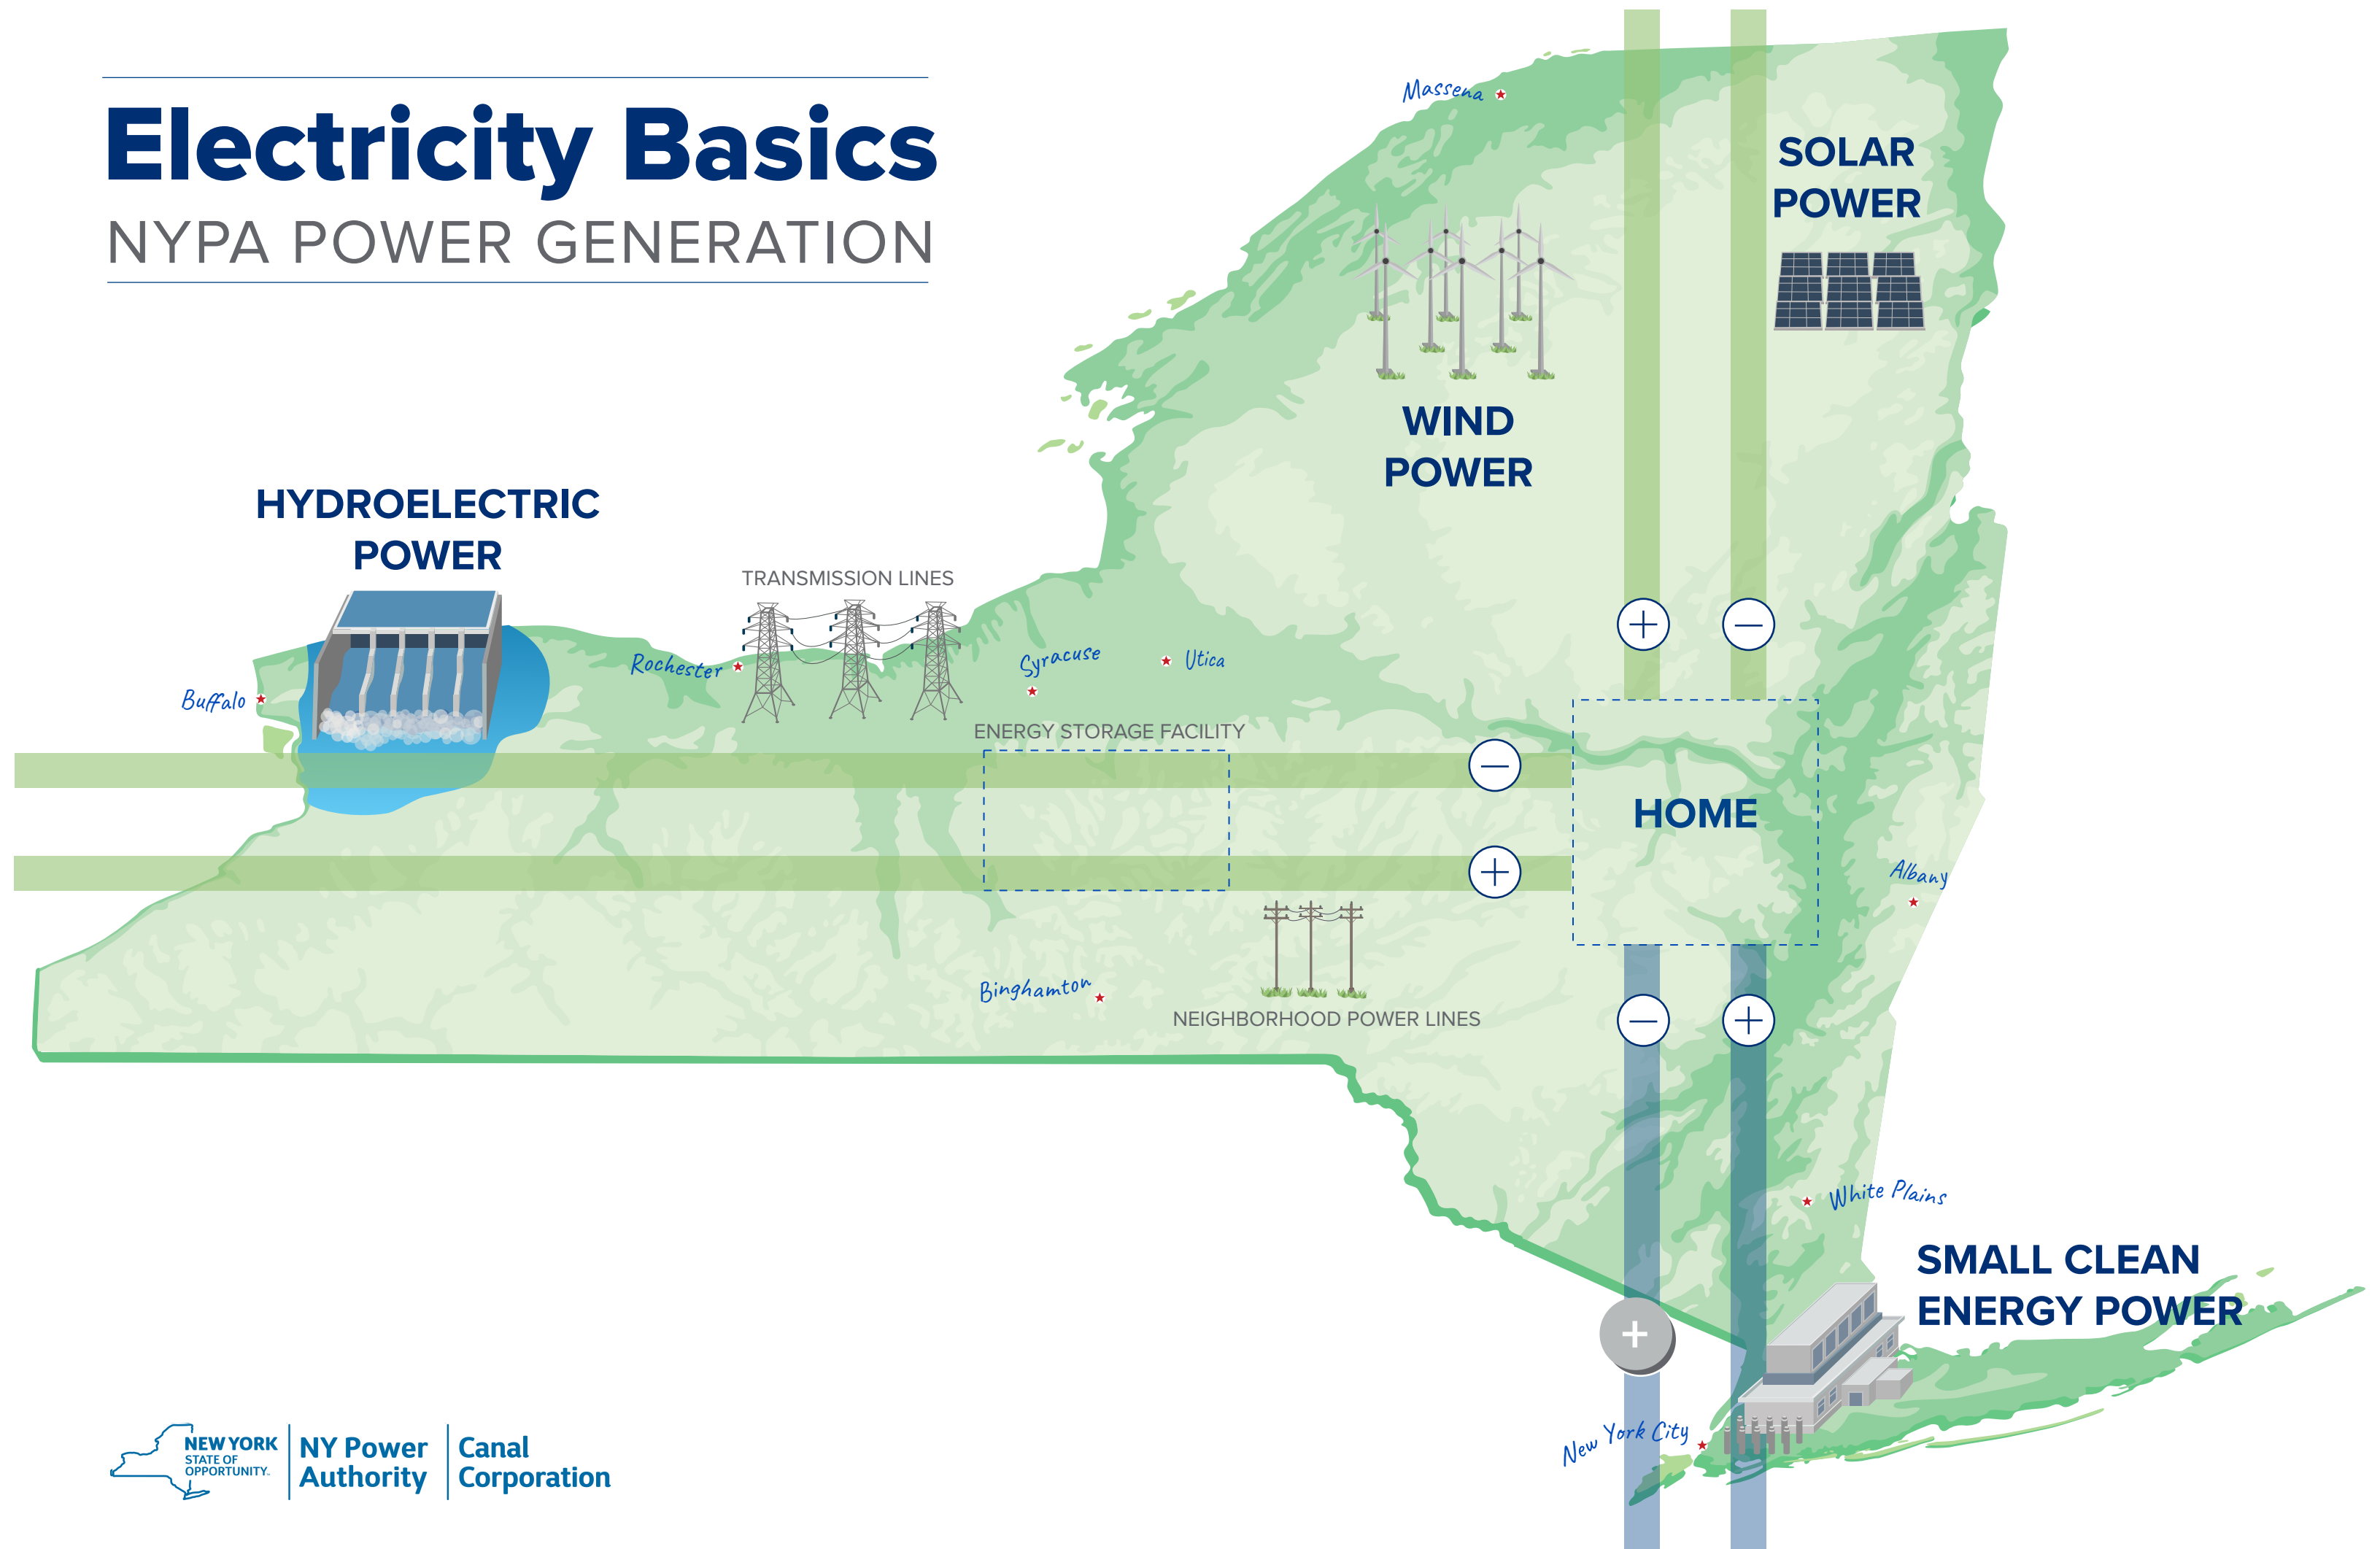 Electricity Basics
NYPA POWER GENERATION
Massena
SOLAR
POWER
WIND
POWER
HYDROELECTRIC
POWER
TRANSMISSION LINES
Rochester
Syracuse
Utica
Buffalo
ENERGY STORAGE FACILITY
+
−
−
HOME
+
Albany
Binghamton
NEIGHBORHOOD POWER LINES
−
+
White Plains
SMALL CLEAN
ENERGY POWER
+
New York City
NEW YORK
STATE OF
OPPORTUNITY™
NY Power
Authority
Canal
Corporation